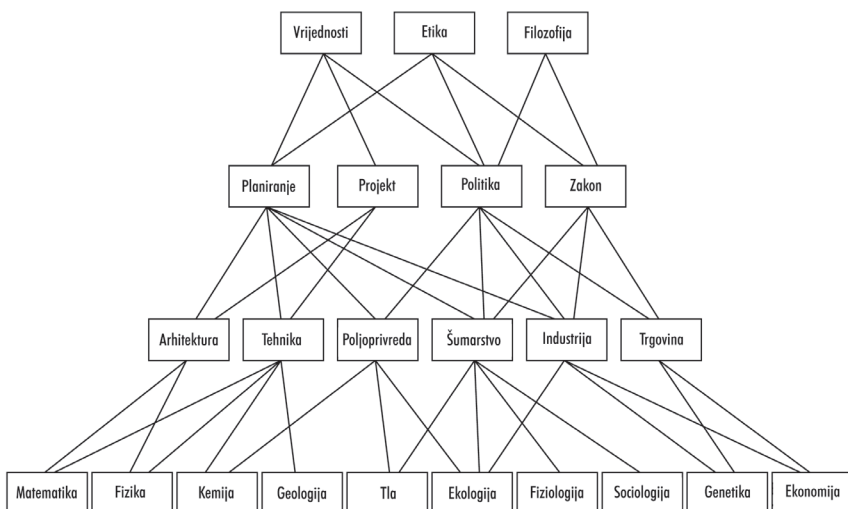 Vrijednosti
Etika
Filozofija
Planiranje
Projekt
Politika
Zakon
Arhitektura
Tehnika
Poljoprivreda
Šumarstvo
Industrija
Trgovina
Matematika
Fizika
Kemija
Geologija
Tla
Ekologija
Fiziologija
Sociologija
Genetika
Ekonomija